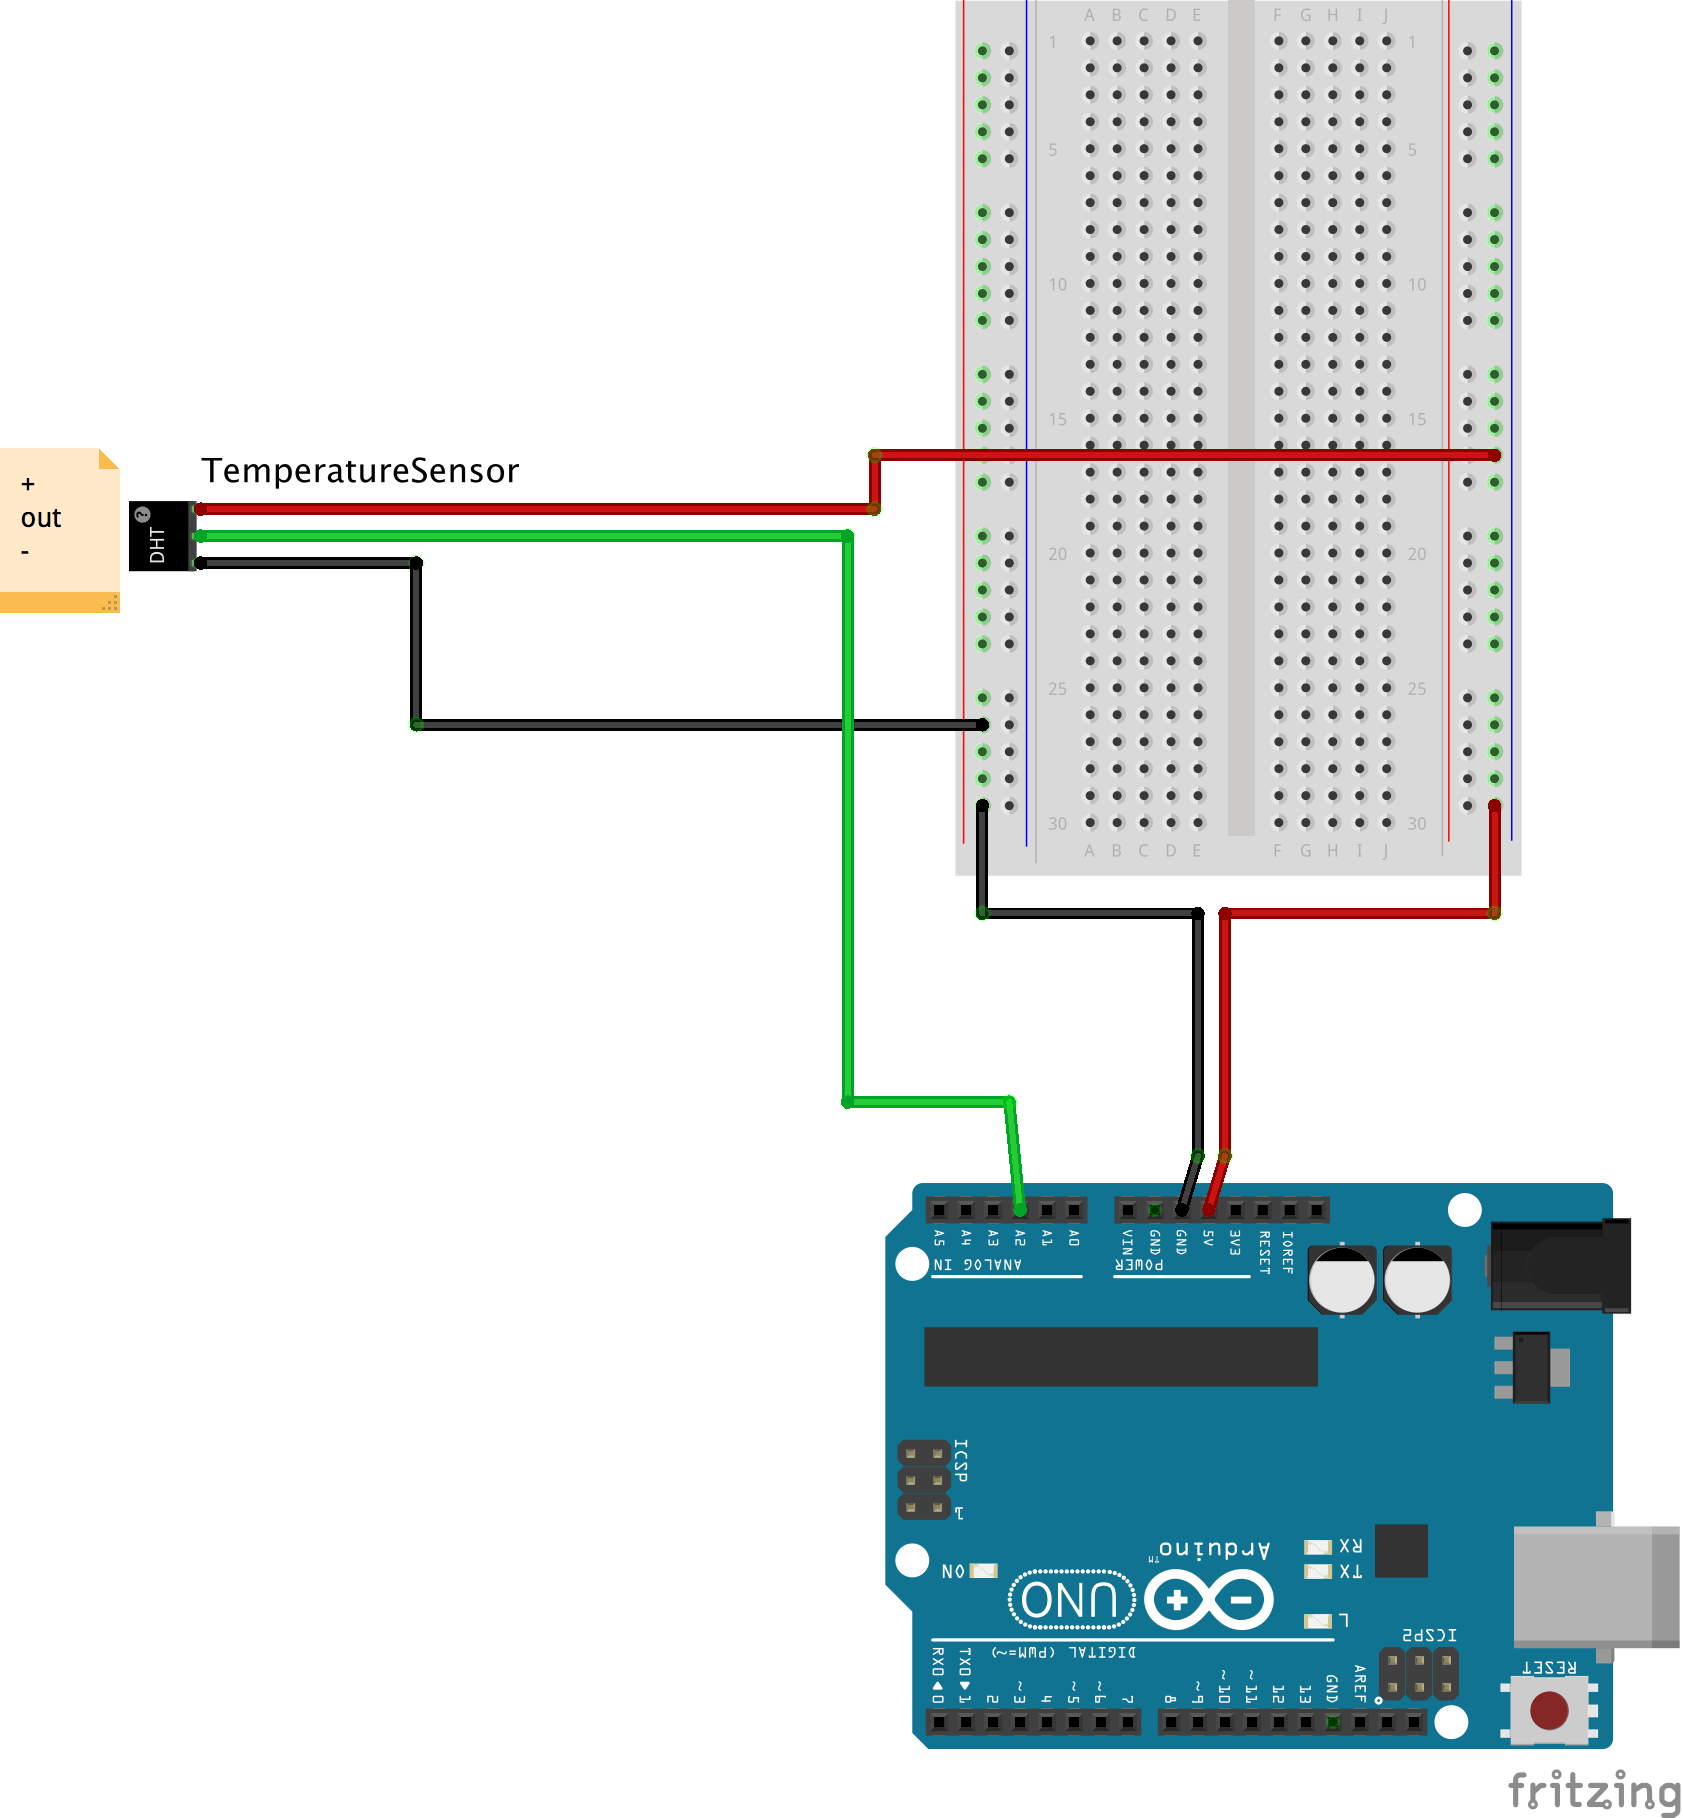 A B C D E F G H I J
1 1
5 5
10 10
15 15
TemperatureSensor
+
out
-
DHT
?
20 20
25 25
30 30
A B C D E F G H I J
A5 A4 A3 A2 A1 A0
VIN GND GND 5V 3V3 RESET IOREF
ANALOG IN
POWER
ICSP
1
Arduino™
RX
TX
ON
UNO
L
ICSP2
DIGITAL (PWM=~)
RESET
RX0 TX0
0 1 2 ~3 4 ~5 ~6 7 8 ~9 ~10 ~11 12 13 GND AREF
fritzing